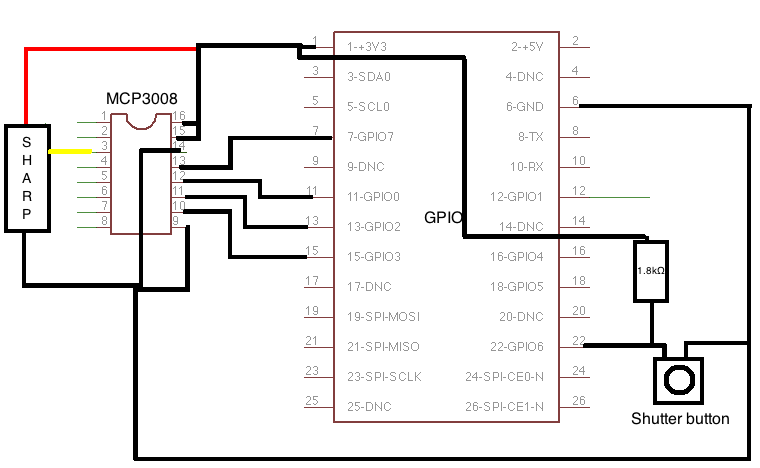 MCP3008
S
H
A
R
P
1 16
2 15
3 14
4 13
5 12
6 11
7 10
8 9
GPIO
1 1-+3V3 2-+5V 2
3 3-SDA0 4-DNC 4
5 5-SCL0 6-GND 6
7 7-GPIO7 8-TX 8
9 9-DNC 10-RX 10
11 11-GPIO0 12-GPIO1 12
13 13-GPIO2 14-DNC 14
15 15-GPIO3 16-GPIO4 16
17 17-DNC 18-GPIO5 18
19 19-SPI-MOSI 20-DNC 20
21 21-SPI-MISO 22-GPIO6 22
23 23-SPI-SCLK 24-SPI-CE0-N 24
25 25-DNC 26-SPI-CE1-N 26
1.8kΩ
Shutter button